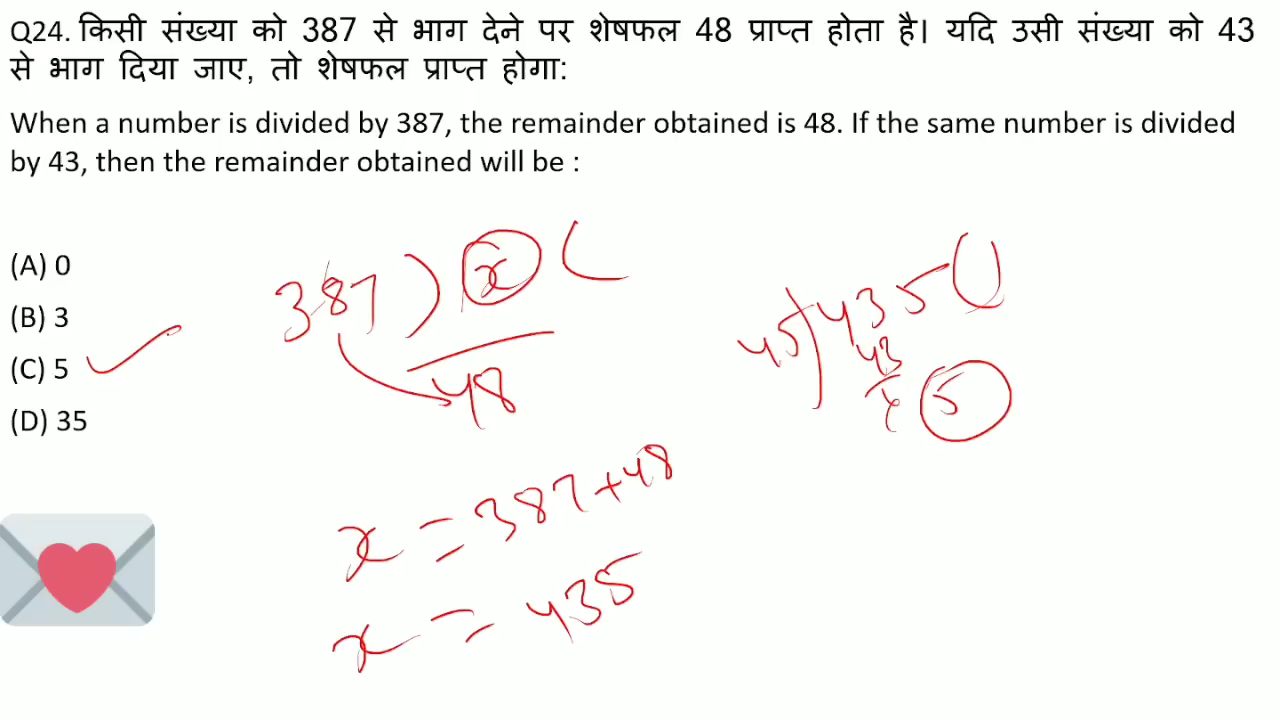 Q24. किसी संख्या को 387 से भाग देने पर शेषफल 48 प्राप्त होता है। यदि उसी संख्या को 43
से भाग दिया जाए, तो शेषफल प्राप्त होगा:
When a number is divided by 387, the remainder obtained is 48. If the same number is divided
by 43, then the remainder obtained will be :
(A) 0
(B) 3
(C) 5
(D) 35
387 ) x (
48
x = 387+48
x = 435
45 ) 435 (
43
5